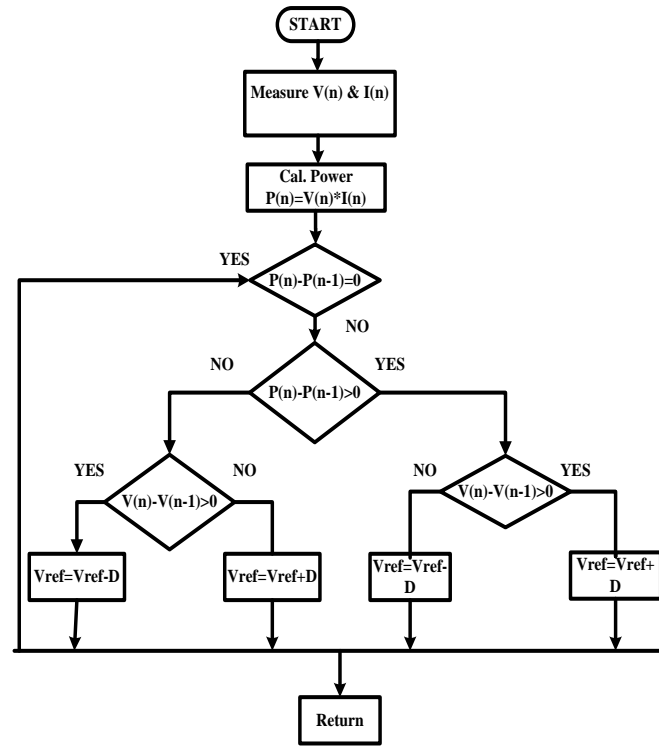 START
Measure V(n) & I(n)
Cal. Power
P(n)=V(n)*I(n)
YES
P(n)-P(n-1)=0
NO
NO
YES
P(n)-P(n-1)>0
YES
NO
NO
YES
V(n)-V(n-1)>0
V(n)-V(n-1)>0
Vref=Vref-D
Vref=Vref+D
Vref=Vref-
D
Vref=Vref+
D
Return